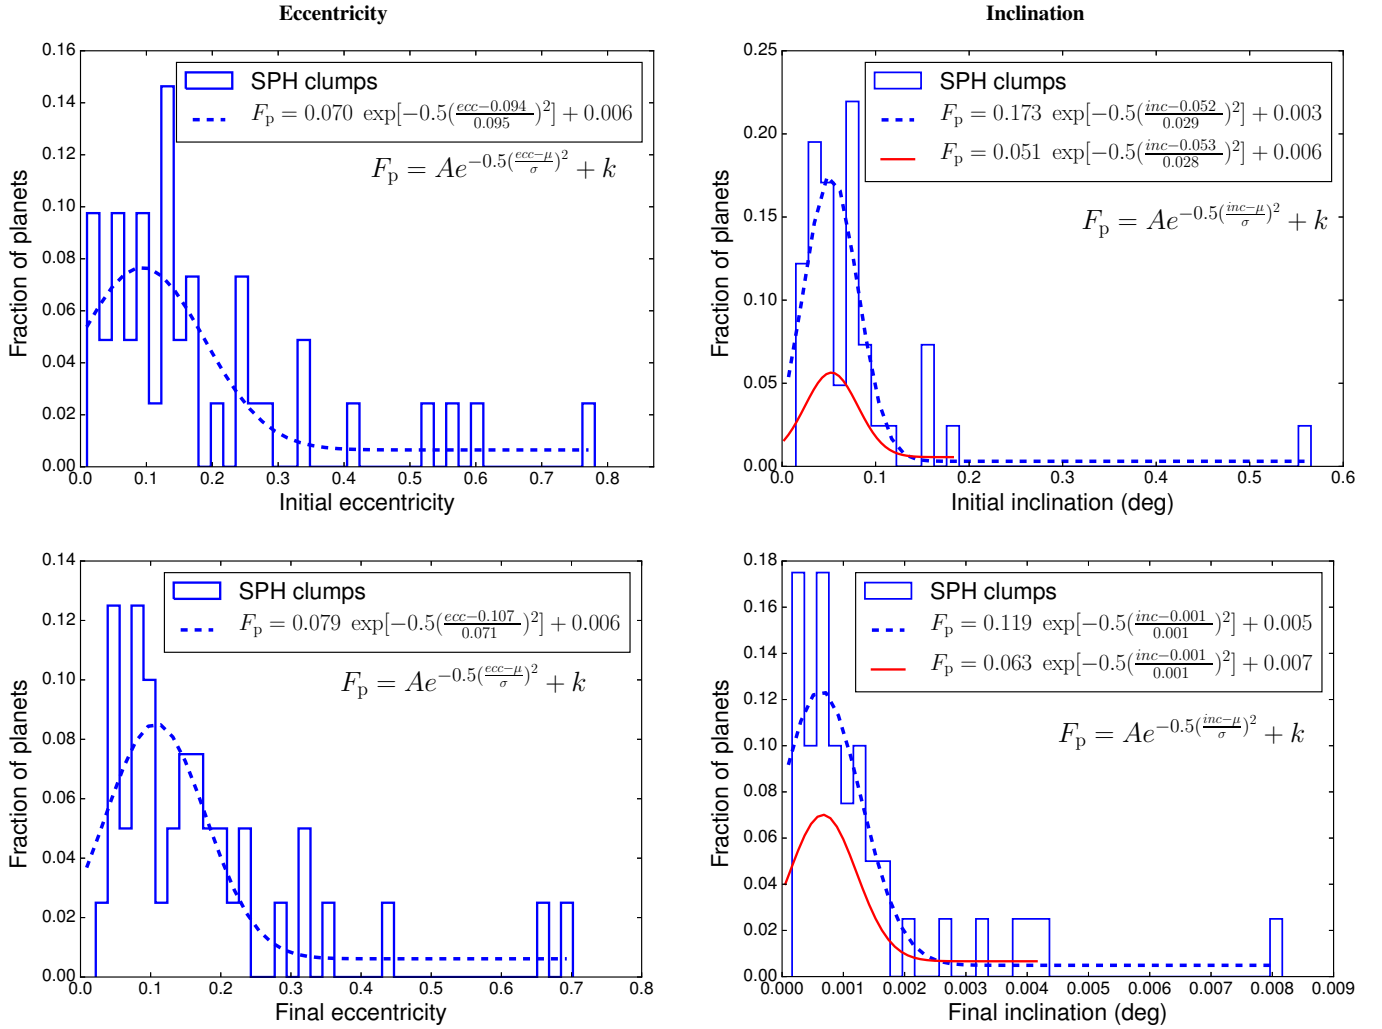 Eccentricity
Inclination
0.16
0.14
0.12
0.10
0.08
0.06
0.04
0.02
0.00
Fraction of planets
SPH clumps
F_p = 0.070 exp[−0.5(\frac{ecc−0.094}{0.095})^2] + 0.006
F_p = Ae^{−0.5(\frac{ecc−μ}{σ})^2} + k
0.0 0.1 0.2 0.3 0.4 0.5 0.6 0.7 0.8
Initial eccentricity
0.25
0.20
0.15
0.10
0.05
0.00
Fraction of planets
SPH clumps
F_p = 0.173 exp[−0.5(\frac{inc−0.052}{0.029})^2] + 0.003
F_p = 0.051 exp[−0.5(\frac{inc−0.053}{0.028})^2] + 0.006
F_p = Ae^{−0.5(\frac{inc−μ}{σ})^2} + k
0.0 0.1 0.2 0.3 0.4 0.5 0.6
Initial inclination (deg)
0.14
0.12
0.10
0.08
0.06
0.04
0.02
0.00
Fraction of planets
SPH clumps
F_p = 0.079 exp[−0.5(\frac{ecc−0.107}{0.071})^2] + 0.006
F_p = Ae^{−0.5(\frac{ecc−μ}{σ})^2} + k
0.0 0.1 0.2 0.3 0.4 0.5 0.6 0.7 0.8
Final eccentricity
0.18
0.16
0.14
0.12
0.10
0.08
0.06
0.04
0.02
0.00
Fraction of planets
SPH clumps
F_p = 0.119 exp[−0.5(\frac{inc−0.001}{0.001})^2] + 0.005
F_p = 0.063 exp[−0.5(\frac{inc−0.001}{0.001})^2] + 0.007
F_p = Ae^{−0.5(\frac{inc−μ}{σ})^2} + k
0.000 0.001 0.002 0.003 0.004 0.005 0.006 0.007 0.008 0.009
Final inclination (deg)